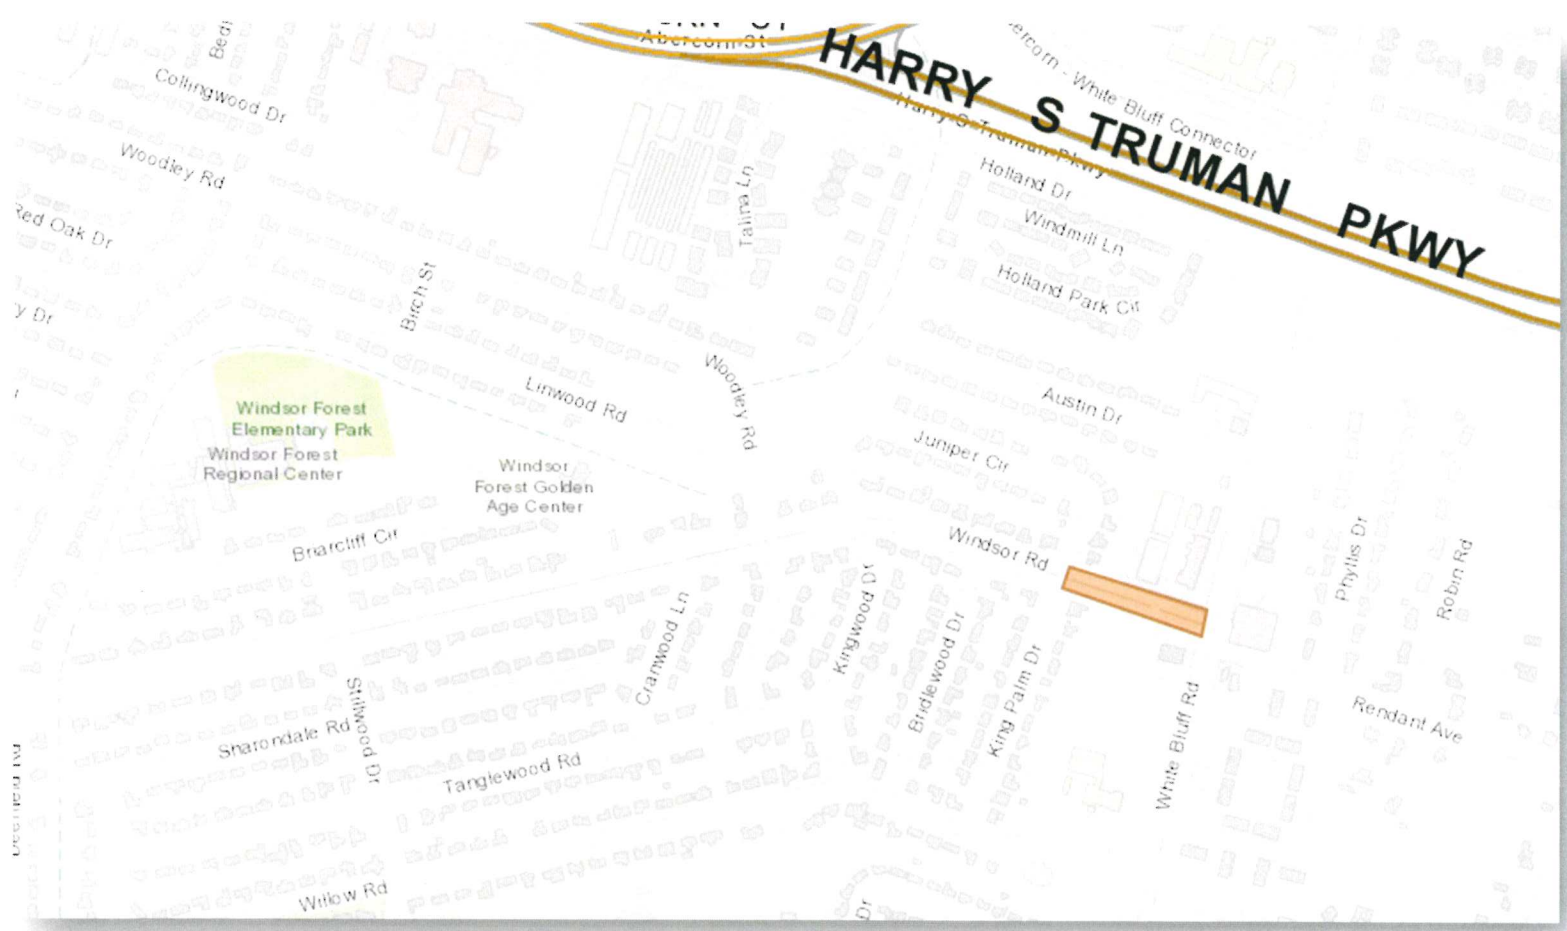 Abercorn St
HARRY S TRUMAN PKWY
Harry S Truman Pkwy
White Bluff Connector
Collingwood Dr
Woodley Rd
Red Oak Dr
Birch St
Tallina Ln
Holland Dr
Windmill Ln
Holland Park Cir
Linwood Rd
Woodley Rd
Austin Dr
Juniper Cir
Windsor Forest
Elementary Park
Windsor Forest
Regional Center
Windsor
Forest Golden
Age Center
Briarcliff Cir
Windsor Rd
Phyllis Dr
Robin Rd
Kingwood Dr
Cranwood Ln
Bridlewood Dr
King Palm Dr
White Bluff Rd
Rendant Ave
Stillwood Dr
Sharondale Rd
Tanglewood Rd
Willow Rd
Dr